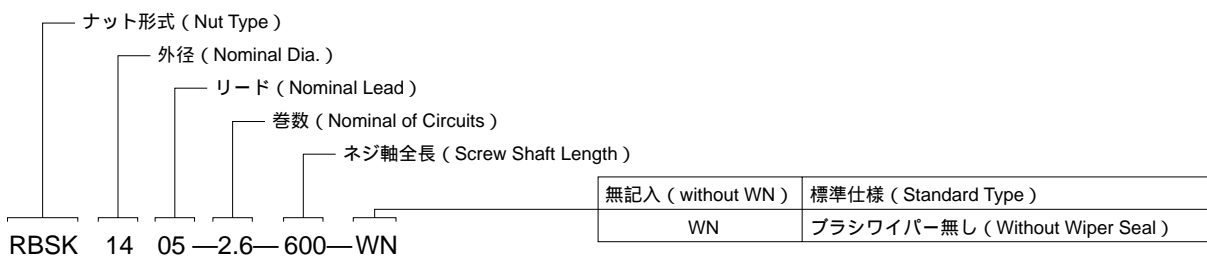 ナット形式 ( Nut Type )
外径 ( Nominal Dia. )
リード ( Nominal Lead )
巻数 ( Nominal of Circuits )
ネジ軸全長 ( Screw Shaft Length )
無記入 ( without WN ) 標準仕様 ( Standard Type )
WN ブラシワイパー無し ( Without Wiper Seal )
RBSK 14 05 — 2.6 — 600 — WN